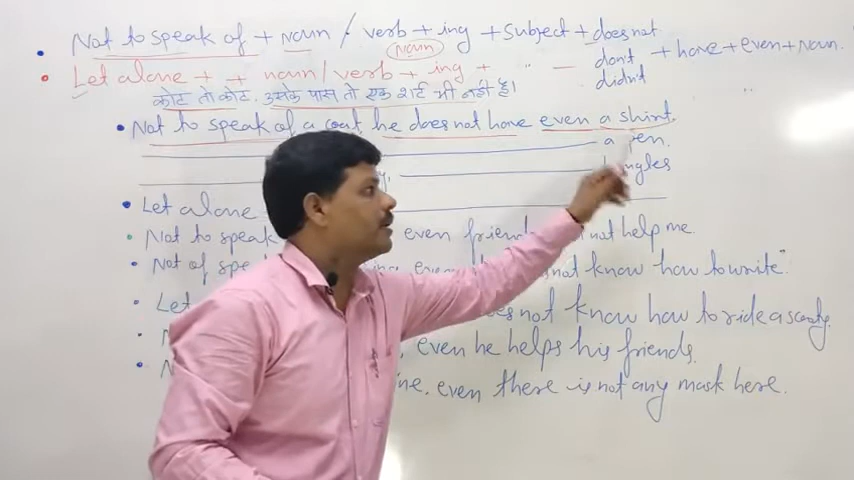 Not to speak of + noun / verb + ing + Subject + does not
(noun)
don't + have + even + noun.
didn't
Let alone + + noun / verb + ing + " —
कोट तो कोट. उसके पास तो एक शर्ट भी नहीं है।
Not to speak of a coat he does not have even a shirt.
a pen.
bangles
Let alone
Not to speak even friend not help me.
Not of spe not know how to write".
Let does not know how to ride a scooty.
N , even he helps his friends.
N ine. even there is not any mask here.